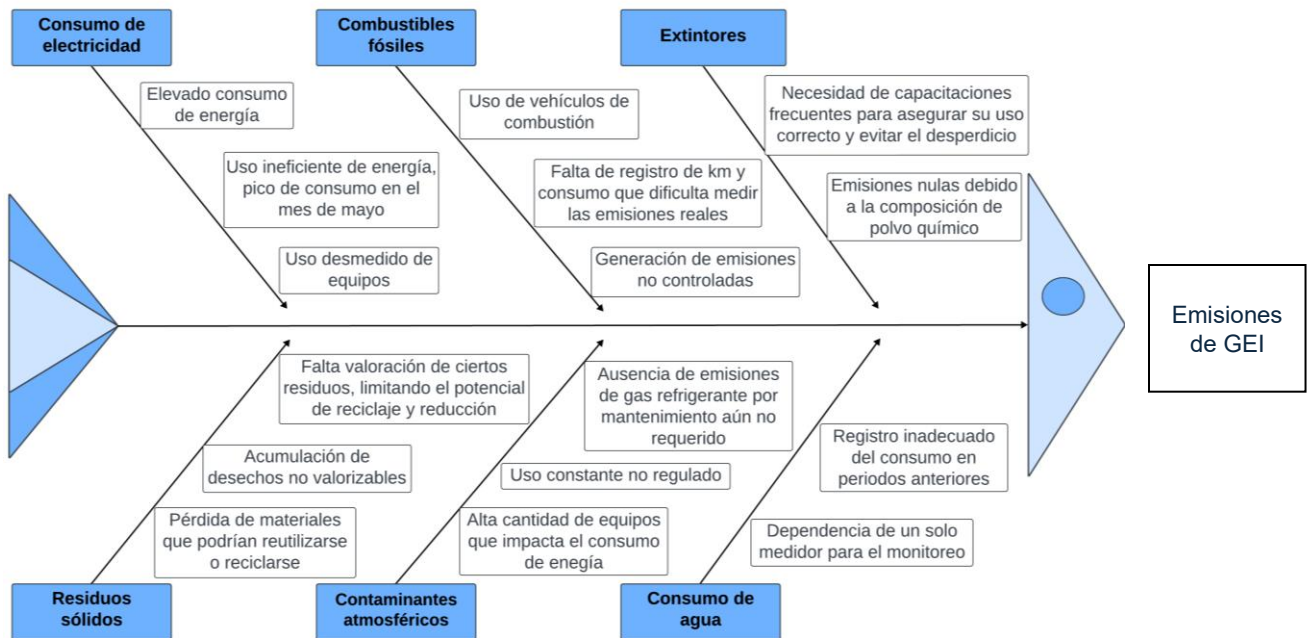 Consumo de
electricidad
Combustibles
fósiles
Extintores
Elevado consumo
de energía
Uso ineficiente de energía,
pico de consumo en el
mes de mayo
Uso desmedido de
equipos
Uso de vehículos de
combustión
Falta de registro de km y
consumo que dificulta medir
las emisiones reales
Generación de emisiones
no controladas
Necesidad de capacitaciones
frecuentes para asegurar su uso
correcto y evitar el desperdicio
Emisiones nulas debido
a la composición de
polvo químico
Emisiones
de GEI
Falta valoración de ciertos
residuos, limitando el potencial
de reciclaje y reducción
Acumulación de
desechos no valorizables
Pérdida de materiales
que podrían reutilizarse
o reciclarse
Ausencia de emisiones
de gas refrigerante por
mantenimiento aún no
requerido
Uso constante no regulado
Alta cantidad de equipos
que impacta el consumo
de enegía
Registro inadecuado
del consumo en
periodos anteriores
Dependencia de un solo
medidor para el monitoreo
Residuos
sólidos
Contaminantes
atmosféricos
Consumo de
agua